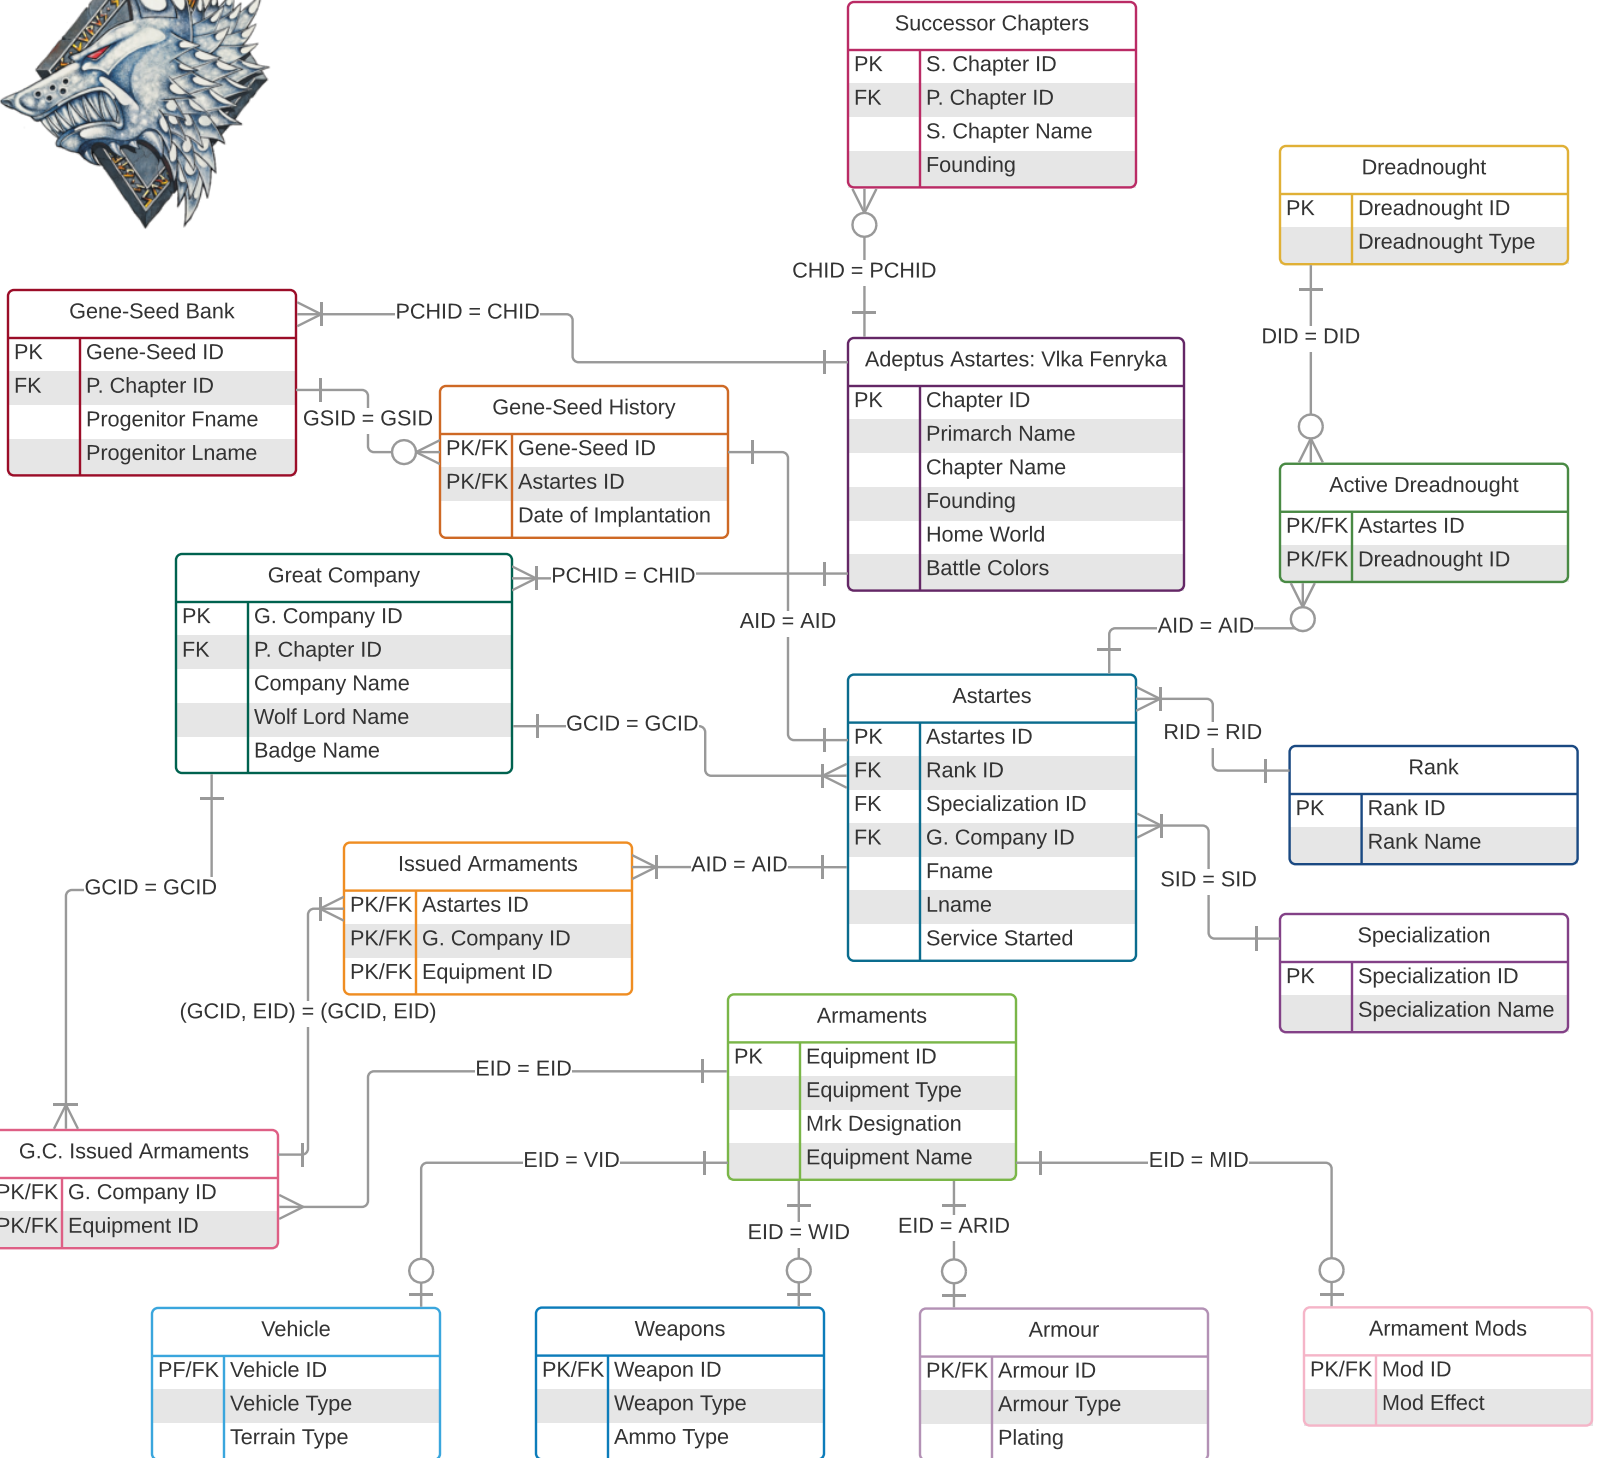 Successor Chapters
PK S. Chapter ID
FK P. Chapter ID
S. Chapter Name
Founding
Dreadnought
PK Dreadnought ID
Dreadnought Type
CHID = PCHID
DID = DID
Gene-Seed Bank
PK Gene-Seed ID
FK P. Chapter ID
Progenitor Fname
Progenitor Lname
PCHID = CHID
GSID = GSID
Adeptus Astartes: Vlka Fenryka
PK Chapter ID
Primarch Name
Chapter Name
Founding
Home World
Battle Colors
Gene-Seed History
PK/FK Gene-Seed ID
PK/FK Astartes ID
Date of Implantation
Active Dreadnought
PK/FK Astartes ID
PK/FK Dreadnought ID
Great Company
PK G. Company ID
FK P. Chapter ID
Company Name
Wolf Lord Name
Badge Name
PCHID = CHID
AID = AID
AID = AID
GCID = GCID
Astartes
PK Astartes ID
FK Rank ID
FK Specialization ID
FK G. Company ID
Fname
Lname
Service Started
RID = RID
Rank
PK Rank ID
Rank Name
SID = SID
Specialization
PK Specialization ID
Specialization Name
GCID = GCID
Issued Armaments
PK/FK Astartes ID
PK/FK G. Company ID
PK/FK Equipment ID
AID = AID
(GCID, EID) = (GCID, EID)
Armaments
PK Equipment ID
Equipment Type
Mrk Designation
Equipment Name
EID = EID
G.C. Issued Armaments
PK/FK G. Company ID
PK/FK Equipment ID
EID = VID
EID = WID
EID = ARID
EID = MID
Vehicle
PF/FK Vehicle ID
Vehicle Type
Terrain Type
Weapons
PK/FK Weapon ID
Weapon Type
Ammo Type
Armour
PK/FK Armour ID
Armour Type
Plating
Armament Mods
PK/FK Mod ID
Mod Effect